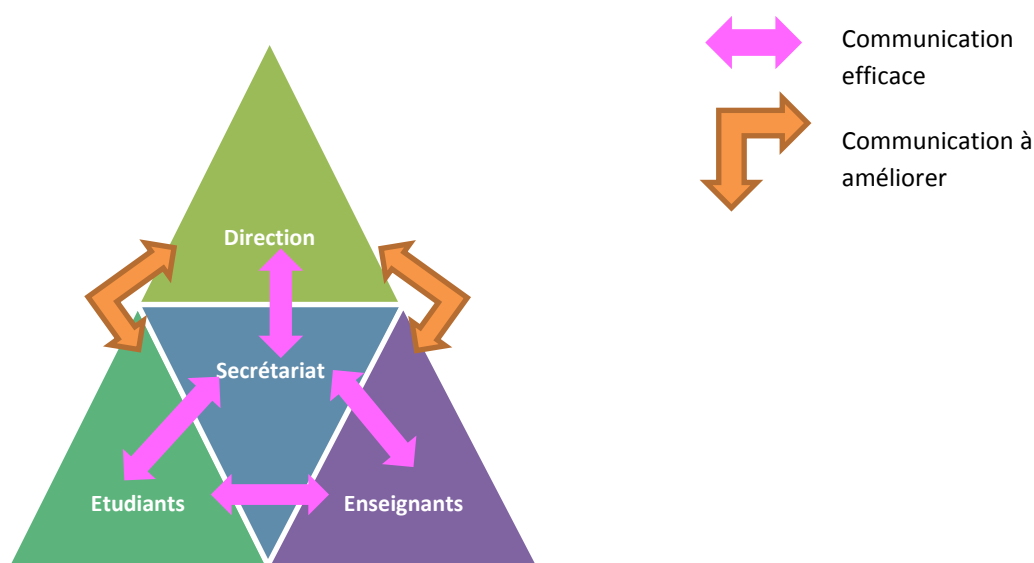 Communication
efficace
Communication à
améliorer
Direction
Secrétariat
Etudiants
Enseignants